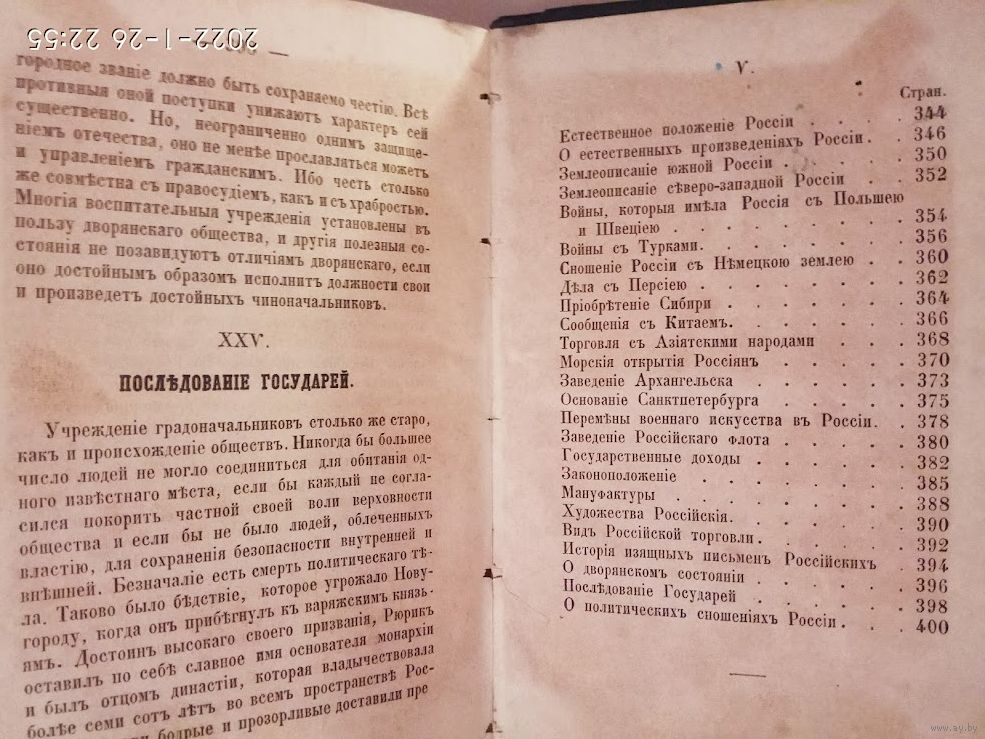 2022-1-26 22:55
городное званіе должно быть сохраняемо честію. Всѣ
противныя оной поступки унижаютъ характеръ сей
существенно. Но, неограниченно однимъ защище-
ніемъ отечества, оно не менѣе прославляться можетъ
и управленіемъ гражданскимъ. Ибо честь столько
же совмѣстна съ правосудіемъ, какъ и съ храбростью.
Многія воспитательныя учрежденія установлены въ
пользу дворянскаго общества, и другія полезныя со-
стоянія не позавидуютъ отличіямъ дворянскаго, если
оно достойнымъ образомъ исполнитъ должности свои
и произведетъ достойныхъ чиноначальниковъ.
XXV.
ПОСЛѢДОВАНІЕ ГОСУДАРЕЙ.
Учрежденіе градоначальниковъ столько же старо,
какъ и происхожденіе обществъ. Никогда бы большее
число людей не могло соединиться для обитанія од-
ного извѣстнаго мѣста, если бы каждый не согла-
сился покорить частной своей воли верховности
общества и если бы не было людей, облеченныхъ
властію, для сохраненія безопасности внутренней и
внѣшней. Безначаліе есть смерть политическаго тѣ-
ла. Таково было бѣдствіе, которое угрожало Нову-
городу, когда онъ прибѣгнулъ къ варяжскимъ князь-
ямъ. Достоинъ высокаго своего призванія, Рюрикъ
оставилъ по себѣ славное имя основателя монархіи
и былъ отцомъ династіи, которая владычествовала
болѣе семи сотъ лѣтъ во всемъ пространствѣ Рос-
бодрые и прозорливые доставили пре
V.
Стран.
Естественное положеніе Россіи . . . . 344
О естественныхъ произведеніяхъ Россіи. . 346
Землеописаніе южной Россіи . . . . 350
Землеописаніе сѣверо-западной Россіи . . 352
Войны, которыя имѣла Россія съ Польшею
и Швеціею . . . . . . . 354
Войны съ Турками. . . . . . . 356
Сношеніе Россіи съ Нѣмецкою землею . . 360
Дѣла съ Персіею . . . . . . . 362
Пріобрѣтеніе Сибири . . . . . . 364
Сообщенія съ Китаемъ. . . . . . 366
Торговля съ Азіятскими народами . . . 368
Морскія открытія Россіянъ . . . . 370
Заведеніе Архангельска . . . . . 373
Основаніе Санктпетербурга . . . . 375
Перемѣны военнаго искусства въ Россіи. . 378
Заведеніе Россійскаго флота . . . . 380
Государственные доходы . . . . . 382
Законоположеніе . . . . . . 385
Мануфактуры . . . . . . . 388
Художества Россійскія. . . . . . 390
Видъ Россійской торговли. . . . . 392
Исторія изящныхъ письменъ Россійскихъ . 394
О дворянскомъ состояніи . . . . . 396
Послѣдованіе Государей . . . . . 398
О политическихъ сношеніяхъ Россіи. . . 400
www.ay.by